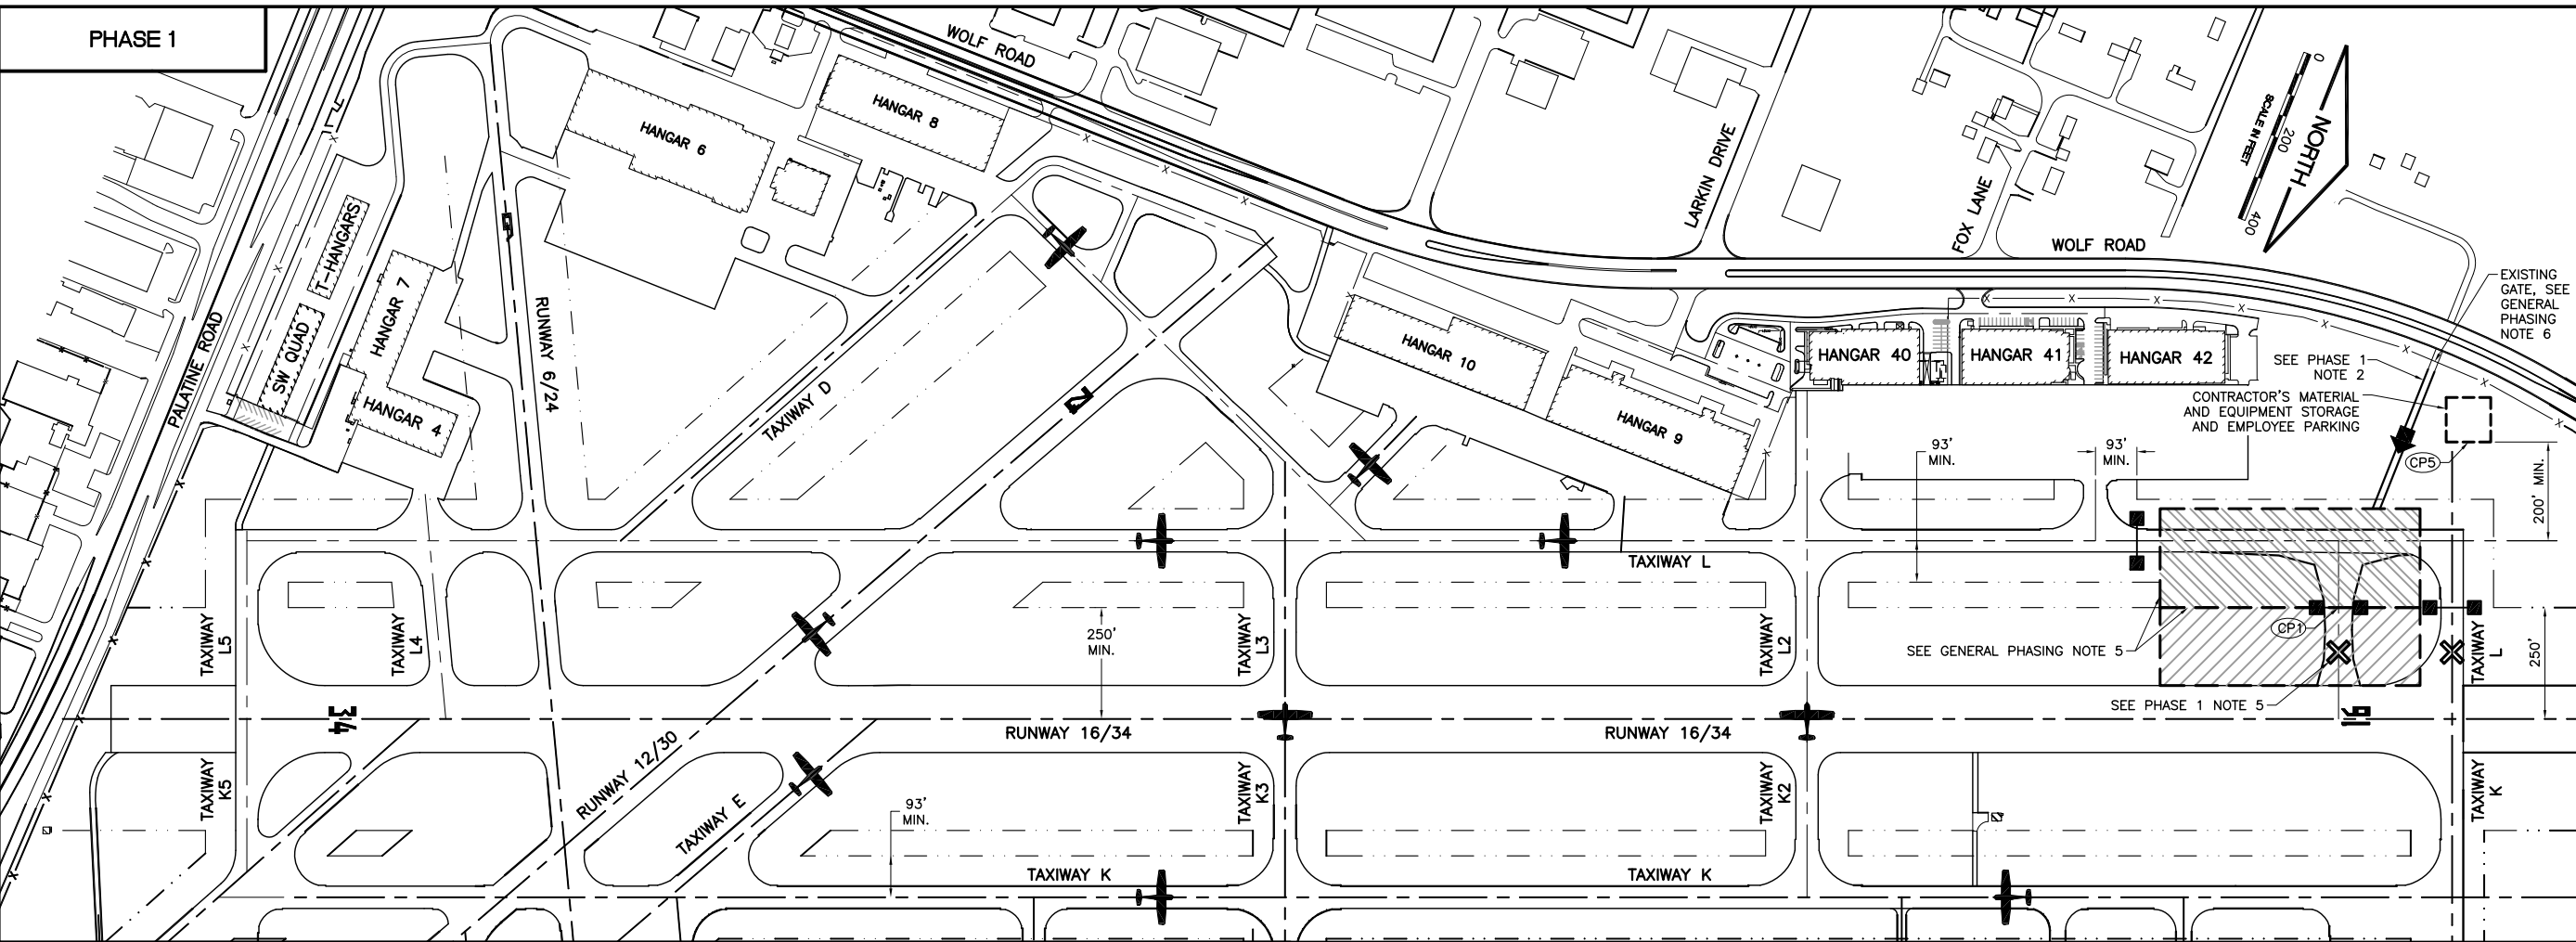 PHASE 1
WOLF ROAD
HANGAR 8
HANGAR 6
LARKIN DRIVE
FOX LANE
WOLF ROAD
0
200
400
SCALE IN FEET
NORTH
EXISTING
GATE, SEE
GENERAL
PHASING
NOTE 6
SEE PHASE 1
NOTE 2
CONTRACTOR'S MATERIAL
AND EQUIPMENT STORAGE
AND EMPLOYEE PARKING
CP5
200' MIN.
T-HANGARS
SW QUAD
HANGAR 7
HANGAR 4
PALATINE ROAD
RUNWAY 6/24
TAXIWAY D
12
HANGAR 10
HANGAR 9
HANGAR 40
HANGAR 41
HANGAR 42
93'
MIN.
93'
MIN.
TAXIWAY L
TAXIWAY
L5
TAXIWAY
L4
250'
MIN.
TAXIWAY
L3
TAXIWAY
L2
SEE GENERAL PHASING NOTE 5
CP1
TAXIWAY
L
250'
SEE PHASE 1 NOTE 5
34
16
RUNWAY 16/34
RUNWAY 16/34
RUNWAY 12/30
TAXIWAY
K5
TAXIWAY E
93'
MIN.
TAXIWAY
K3
TAXIWAY
K2
TAXIWAY
K
TAXIWAY K
TAXIWAY K